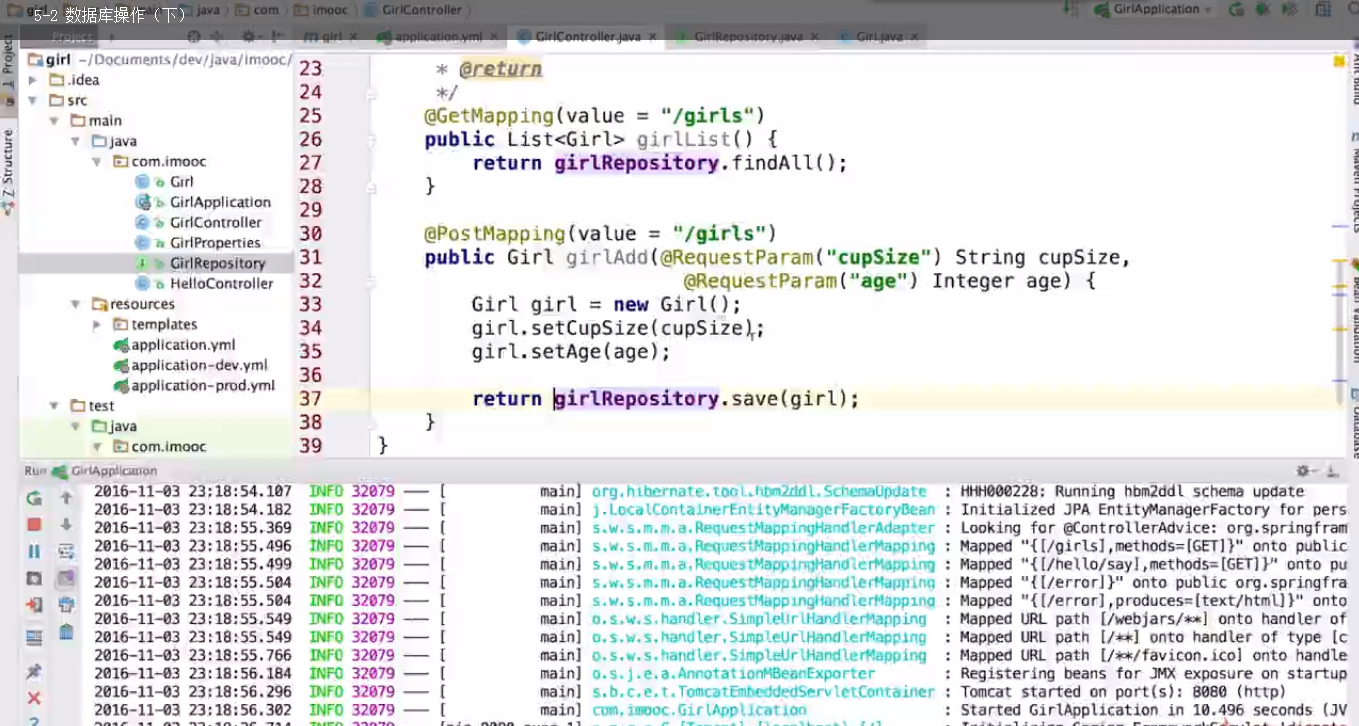 5-2 数据库操作（下）
java
com
imooc
GirlController
GirlApplication
Project
girl
application.yml
GirlController.java
GirlRepository.java
Girl.java
girl ~/Documents/dev/java/imooc/
.idea
src
main
java
com.imooc
Girl
GirlApplication
GirlController
GirlProperties
GirlRepository
HelloController
resources
templates
application.yml
application-dev.yml
application-prod.yml
test
java
com.imooc
1: Project
Z: Structure
23 * @return
24 */
25 @GetMapping(value = "/girls")
26 public List<Girl> girlList() {
27 return girlRepository.findAll();
28 }
29
30 @PostMapping(value = "/girls")
31 public Girl girlAdd(@RequestParam("cupSize") String cupSize,
32 @RequestParam("age") Integer age) {
33 Girl girl = new Girl();
34 girl.setCupSize(cupSize);
35 girl.setAge(age);
36
37 return girlRepository.save(girl);
38 }
39 }
Run GirlApplication
2016-11-03 23:18:54.107 INFO 32079 --- [ main] org.hibernate.tool.hbm2ddl.SchemaUpdate : HHH000228: Running hbm2ddl schema update
2016-11-03 23:18:54.182 INFO 32079 --- [ main] j.LocalContainerEntityManagerFactoryBean : Initialized JPA EntityManagerFactory for pers
2016-11-03 23:18:55.369 INFO 32079 --- [ main] s.w.s.m.m.a.RequestMappingHandlerAdapter : Looking for @ControllerAdvice: org.springfram
2016-11-03 23:18:55.496 INFO 32079 --- [ main] s.w.s.m.m.a.RequestMappingHandlerMapping : Mapped "{[/girls],methods=[GET]}" onto public
2016-11-03 23:18:55.499 INFO 32079 --- [ main] s.w.s.m.m.a.RequestMappingHandlerMapping : Mapped "{[/hello/say],methods=[GET]}" onto pu
2016-11-03 23:18:55.504 INFO 32079 --- [ main] s.w.s.m.m.a.RequestMappingHandlerMapping : Mapped "{[/error]}" onto public org.springfra
2016-11-03 23:18:55.504 INFO 32079 --- [ main] s.w.s.m.m.a.RequestMappingHandlerMapping : Mapped "{[/error],produces=[text/html]}" onto
2016-11-03 23:18:55.549 INFO 32079 --- [ main] o.s.w.s.handler.SimpleUrlHandlerMapping : Mapped URL path [/webjars/**] onto handler of
2016-11-03 23:18:55.549 INFO 32079 --- [ main] o.s.w.s.handler.SimpleUrlHandlerMapping : Mapped URL path [/**] onto handler of type [c
2016-11-03 23:18:55.766 INFO 32079 --- [ main] o.s.w.s.handler.SimpleUrlHandlerMapping : Mapped URL path [/**/favicon.ico] onto handle
2016-11-03 23:18:56.184 INFO 32079 --- [ main] o.s.j.e.a.AnnotationMBeanExporter : Registering beans for JMX exposure on startup
2016-11-03 23:18:56.296 INFO 32079 --- [ main] s.b.c.e.t.TomcatEmbeddedServletContainer : Tomcat started on port(s): 8080 (http)
2016-11-03 23:18:56.302 INFO 32079 --- [ main] com.imooc.GirlApplication : Started GirlApplication in 10.496 seconds (JV